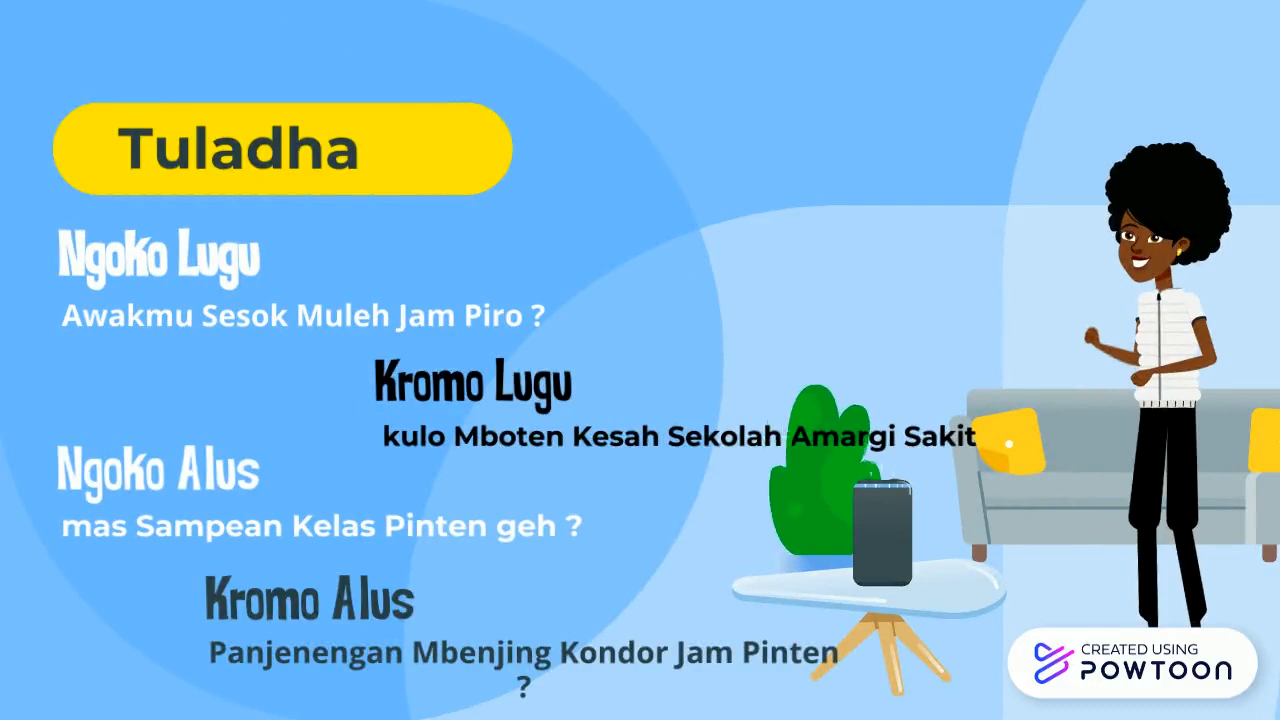 Tuladha
Ngoko Lugu
Awakmu Sesok Muleh Jam Piro ?
Kromo Lugu
kulo Mboten Kesah Sekolah Amargi Sakit
Ngoko Alus
mas Sampean Kelas Pinten geh ?
Kromo Alus
Panjenengan Mbenjing Kondor Jam Pinten
?
CREATED USING
POWTOON